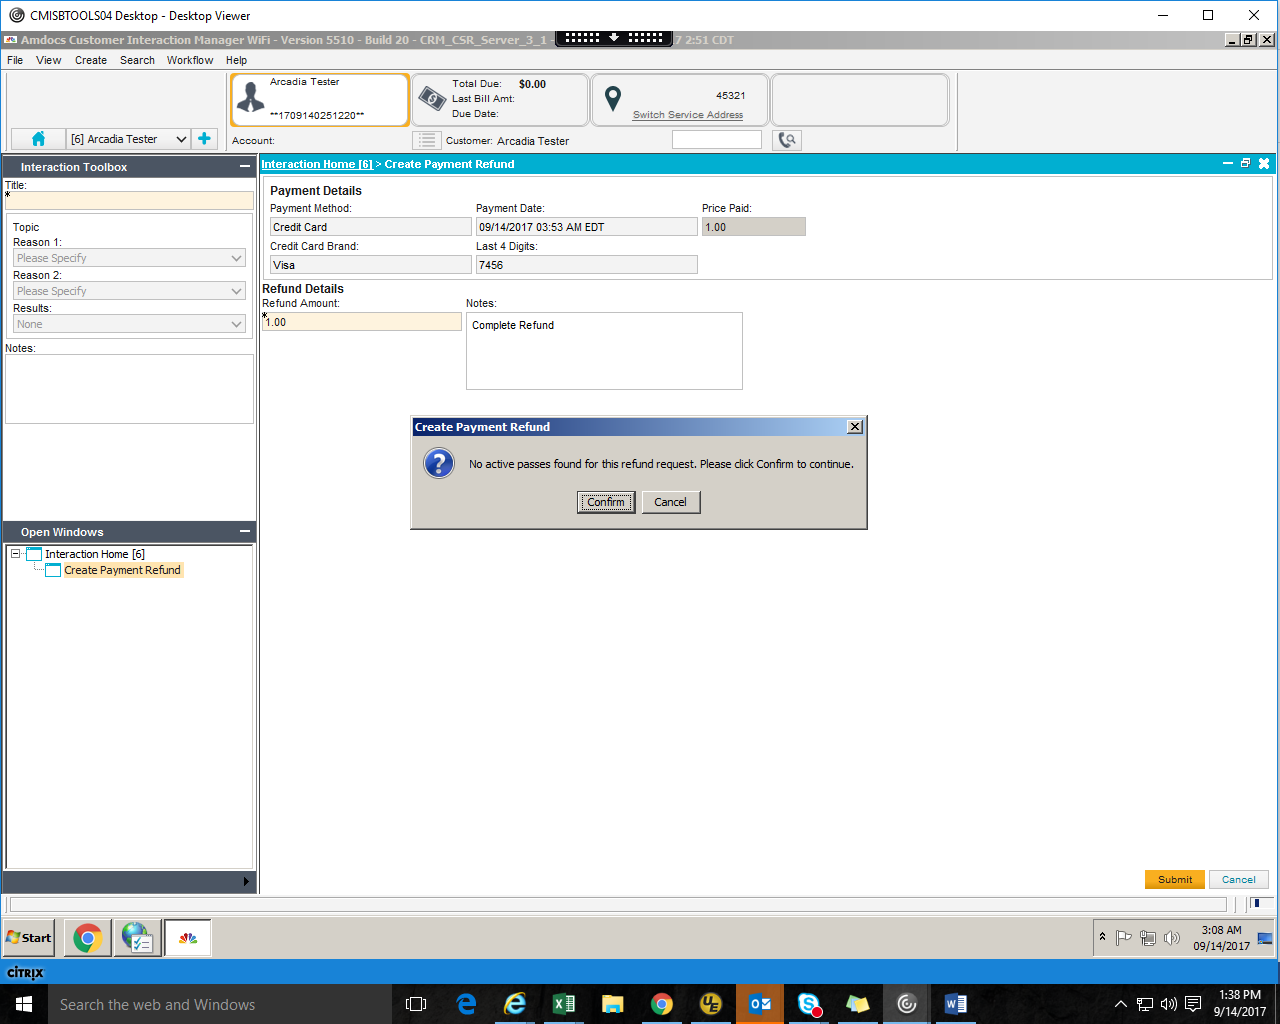 CMISBTOOLS04 Desktop - Desktop Viewer
Amdocs Customer Interaction Manager WiFi - Version 5510 - Build 20 - CRM_CSR_Server_3_1 - 7 2:51 CDT
File View Create Search Workflow Help
Arcadia Tester
**1709140251220**
Total Due: $0.00
Last Bill Amt:
Due Date:
45321
Switch Service Address
[6] Arcadia Tester
Account:
Customer: Arcadia Tester
Interaction Toolbox
Title:
*
Topic
Reason 1:
Please Specify
Reason 2:
Please Specify
Results:
None
Notes:
Open Windows
Interaction Home [6]
Create Payment Refund
Interaction Home [6] > Create Payment Refund
Payment Details
Payment Method: Payment Date: Price Paid:
Credit Card 09/14/2017 03:53 AM EDT 1.00
Credit Card Brand: Last 4 Digits:
Visa 7456
Refund Details
Refund Amount: Notes:
*
1.00
Complete Refund
Create Payment Refund
No active passes found for this refund request. Please click Confirm to continue.
Confirm Cancel
Submit Cancel
Start
3:08 AM
09/14/2017
CITRIX
Search the web and Windows
1:38 PM
9/14/2017